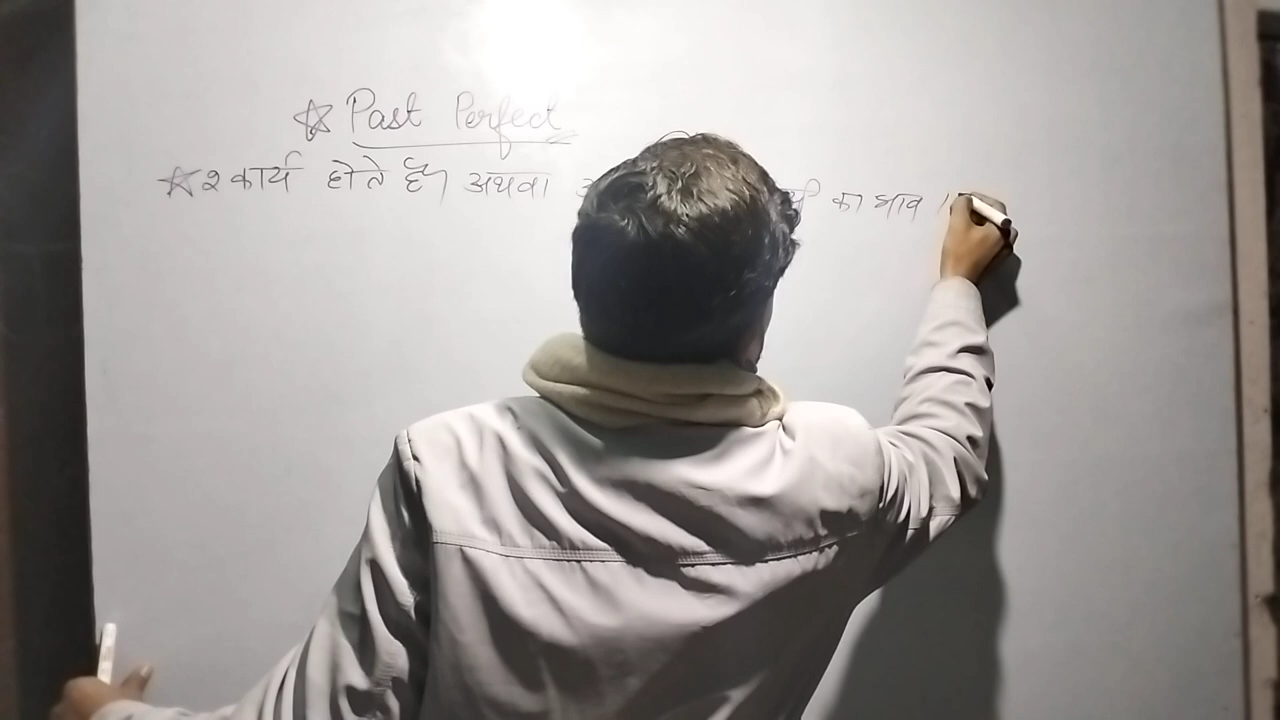 Past Perfect
२ कार्य होते हैं। अथवा का भाव